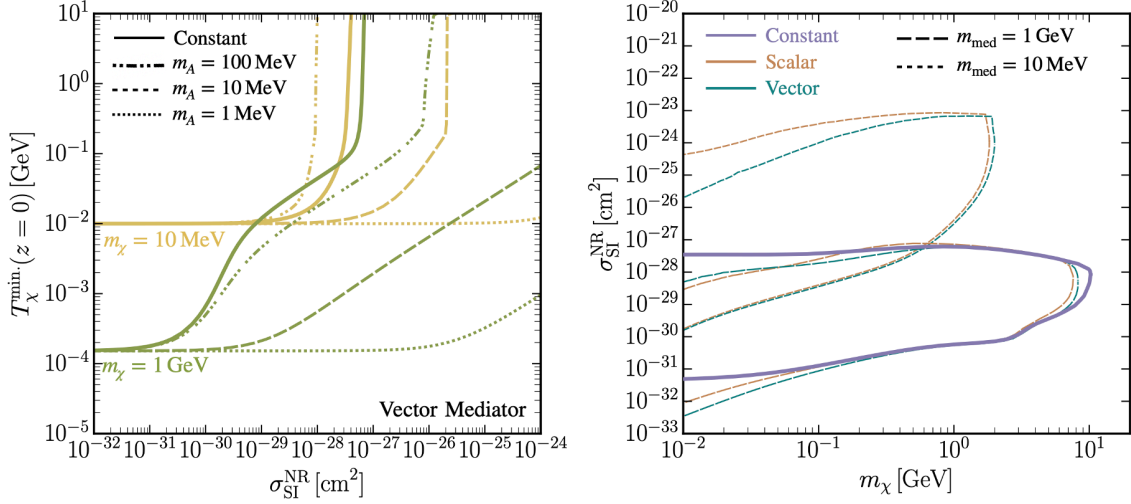 10^1
10^0
10^-1
10^-2
10^-3
10^-4
10^-5
T_χ^min.(z = 0) [GeV]
Constant
m_A = 100 MeV
m_A = 10 MeV
m_A = 1 MeV
m_χ = 10 MeV
m_χ = 1 GeV
Vector Mediator
10^-32 10^-31 10^-30 10^-29 10^-28 10^-27 10^-26 10^-25 10^-24
σ_SI^NR [cm^2]
10^-20
10^-21
10^-22
10^-23
10^-24
10^-25
10^-26
10^-27
10^-28
10^-29
10^-30
10^-31
10^-32
10^-33
σ_SI^NR [cm^2]
Constant
Scalar
Vector
m_med = 1 GeV
m_med = 10 MeV
10^-2 10^-1 10^0 10^1
m_χ [GeV]